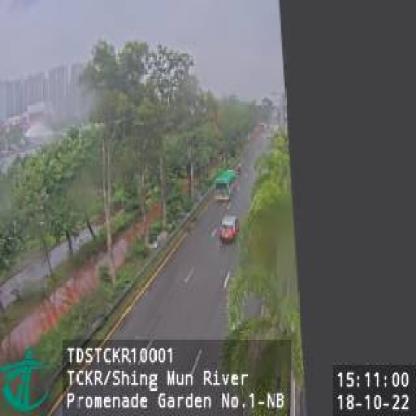 TDSTCKR10001
TCKR/Shing Mun River
Promenade Garden No.1-NB
15:11:00
18-10-22